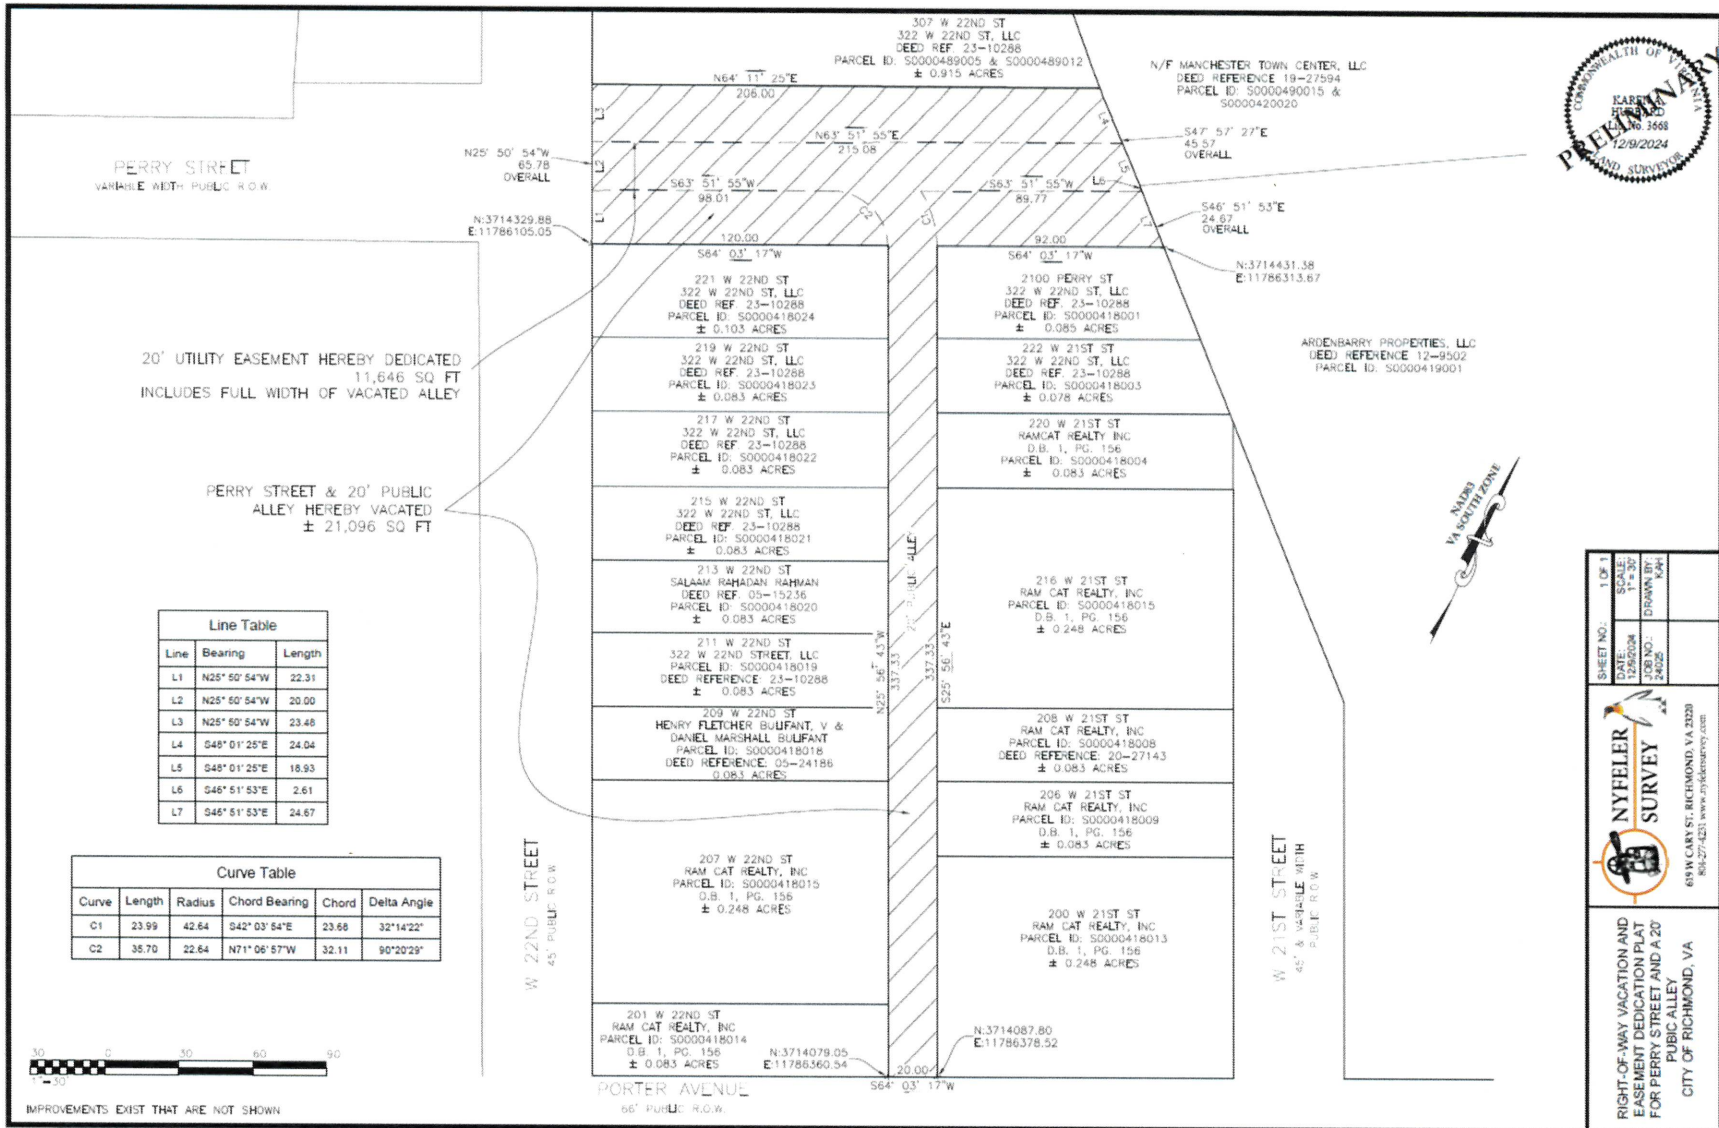 307 W 22ND ST
322 W 22ND ST, LLC
DEED REF. 23-10288
PARCEL ID: S0000489005 & S0000489012
± 0.915 ACRES
N/F MANCHESTER TOWN CENTER, LLC
DEED REFERENCE 19-27594
PARCEL ID: S0000490015 &
S0000420020
COMMONWEALTH OF VIRGINIA
KAREN
HUBBARD
Lic. No. 3668
12/9/2024
LAND SURVEYOR
PRELIMINARY
N64° 11' 25"E
206.00
L3
L4
N63° 51' 55"E
215.08
S47° 57' 27"E
45.57
OVERALL
N25° 50' 54"W
65.78
OVERALL
L2
L5
PERRY STREET
VARIABLE WIDTH PUBLIC R.O.W.
S63° 51' 55"W
98.01
S63° 51' 55"W
89.77
L6
L1
C2
L7
S46° 51' 53"E
24.67
OVERALL
N:3714329.88
E:11786105.05
120.00
S64° 03' 17"W
92.00
S64° 03' 17"W
N:3714431.38
E:11786313.67
221 W 22ND ST
322 W 22ND ST, LLC
DEED REF. 23-10288
PARCEL ID: S0000418024
± 0.103 ACRES
2100 PERRY ST
322 W 22ND ST, LLC
DEED REF. 23-10288
PARCEL ID: S0000418001
± 0.085 ACRES
219 W 22ND ST
322 W 22ND ST, LLC
DEED REF. 23-10288
PARCEL ID: S0000418023
± 0.083 ACRES
222 W 21ST ST
322 W 22ND ST, LLC
DEED REF. 23-10288
PARCEL ID: S0000418003
± 0.078 ACRES
ARDENBARRY PROPERTIES, LLC
DEED REFERENCE 12-9502
PARCEL ID: S0000419001
20' UTILITY EASEMENT HEREBY DEDICATED
11,646 SQ FT
INCLUDES FULL WIDTH OF VACATED ALLEY
217 W 22ND ST
322 W 22ND ST, LLC
DEED REF. 23-10288
PARCEL ID: S0000418022
± 0.083 ACRES
220 W 21ST ST
RAMCAT REALTY INC
D.B. 1, PG. 156
PARCEL ID: S0000418004
± 0.083 ACRES
PERRY STREET & 20' PUBLIC
ALLEY HEREBY VACATED
± 21,096 SQ FT
215 W 22ND ST
322 W 22ND ST, LLC
DEED REF. 23-10288
PARCEL ID: S0000418021
± 0.083 ACRES
213 W 22ND ST
SALAAM RAHADAN RAHMAN
DEED REF. 05-15236
PARCEL ID: S0000418020
± 0.083 ACRES
216 W 21ST ST
RAM CAT REALTY, INC
PARCEL ID: S0000418015
D.B. 1, PG. 156
± 0.248 ACRES
211 W 22ND ST
322 W 22ND STREET, LLC
PARCEL ID: S0000418019
DEED REFERENCE: 23-10288
± 0.083 ACRES
209 W 22ND ST
HENRY FLETCHER BULIFANT, V &
DANIEL MARSHALL BULIFANT
PARCEL ID: S0000418018
DEED REFERENCE: 05-24186
0.083 ACRES
208 W 21ST ST
RAM CAT REALTY, INC
PARCEL ID: S0000418008
DEED REFERENCE: 20-27143
± 0.083 ACRES
206 W 21ST ST
RAM CAT REALTY, INC
PARCEL ID: S0000418009
D.B. 1, PG. 156
± 0.083 ACRES
207 W 22ND ST
RAM CAT REALTY, INC
PARCEL ID: S0000418015
D.B. 1, PG. 156
± 0.248 ACRES
200 W 21ST ST
RAM CAT REALTY, INC
PARCEL ID: S0000418013
D.B. 1, PG. 156
± 0.248 ACRES
201 W 22ND ST
RAM CAT REALTY, INC
PARCEL ID: S0000418014
D.B. 1, PG. 156
± 0.083 ACRES
20' PUBLIC ALLEY
N25° 56' 43"W
337.33
337.33
S25° 56' 43"E
N:3714079.05
E:11786360.54
N:3714087.80
E:11786378.52
20.00
S64° 03' 17"W
W 22ND STREET
45' PUBLIC R.O.W
W 21ST STREET
45' & VARIABLE WIDTH
PUBLIC R.O.W
PORTER AVENUE
66' PUBLIC R.O.W.
NAD83
VA SOUTH ZONE
Line Table
Line Bearing Length
L1 N25° 50' 54"W 22.31
L2 N25° 50' 54"W 20.00
L3 N25° 50' 54"W 23.48
L4 S48° 01' 25"E 24.04
L5 S48° 01' 25"E 18.93
L6 S46° 51' 53"E 2.61
L7 S46° 51' 53"E 24.67
Curve Table
Curve Length Radius Chord Bearing Chord Delta Angle
C1 23.99 42.64 S42° 03' 54"E 23.68 32°14'22"
C2 35.70 22.64 N71° 06' 57"W 32.11 90°20'29"
30 0 30 60 90
1"=30'
IMPROVEMENTS EXIST THAT ARE NOT SHOWN
SHEET NO.: 1 OF 1
DATE: 12/9/2024
SCALE: 1" = 30'
JOB NO.: 24025
DRAWN BY: KAH
NYFELER
SURVEY
619 W CARY ST. RICHMOND, VA 23220
804-277-4231 www.nyfelersurvey.com
RIGHT-OF-WAY VACATION AND
EASEMENT DEDICATION PLAT
FOR PERRY STREET AND A 20'
PUBIC ALLEY
CITY OF RICHMOND, VA